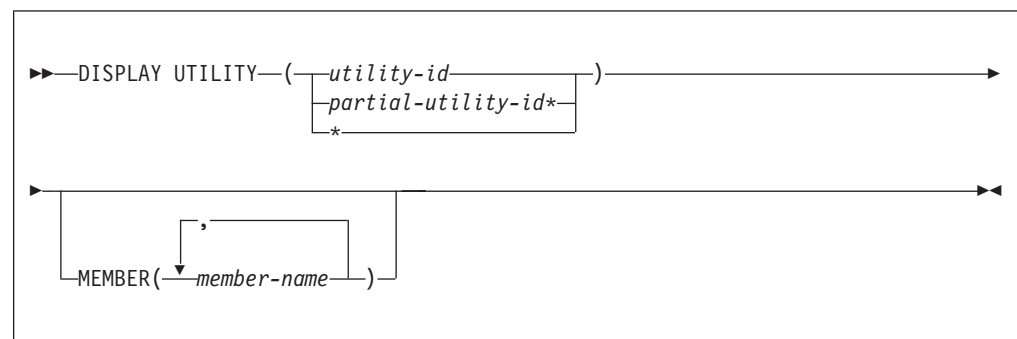 DISPLAY UTILITY ( utility-id )
partial-utility-id*
*
,
MEMBER( member-name )